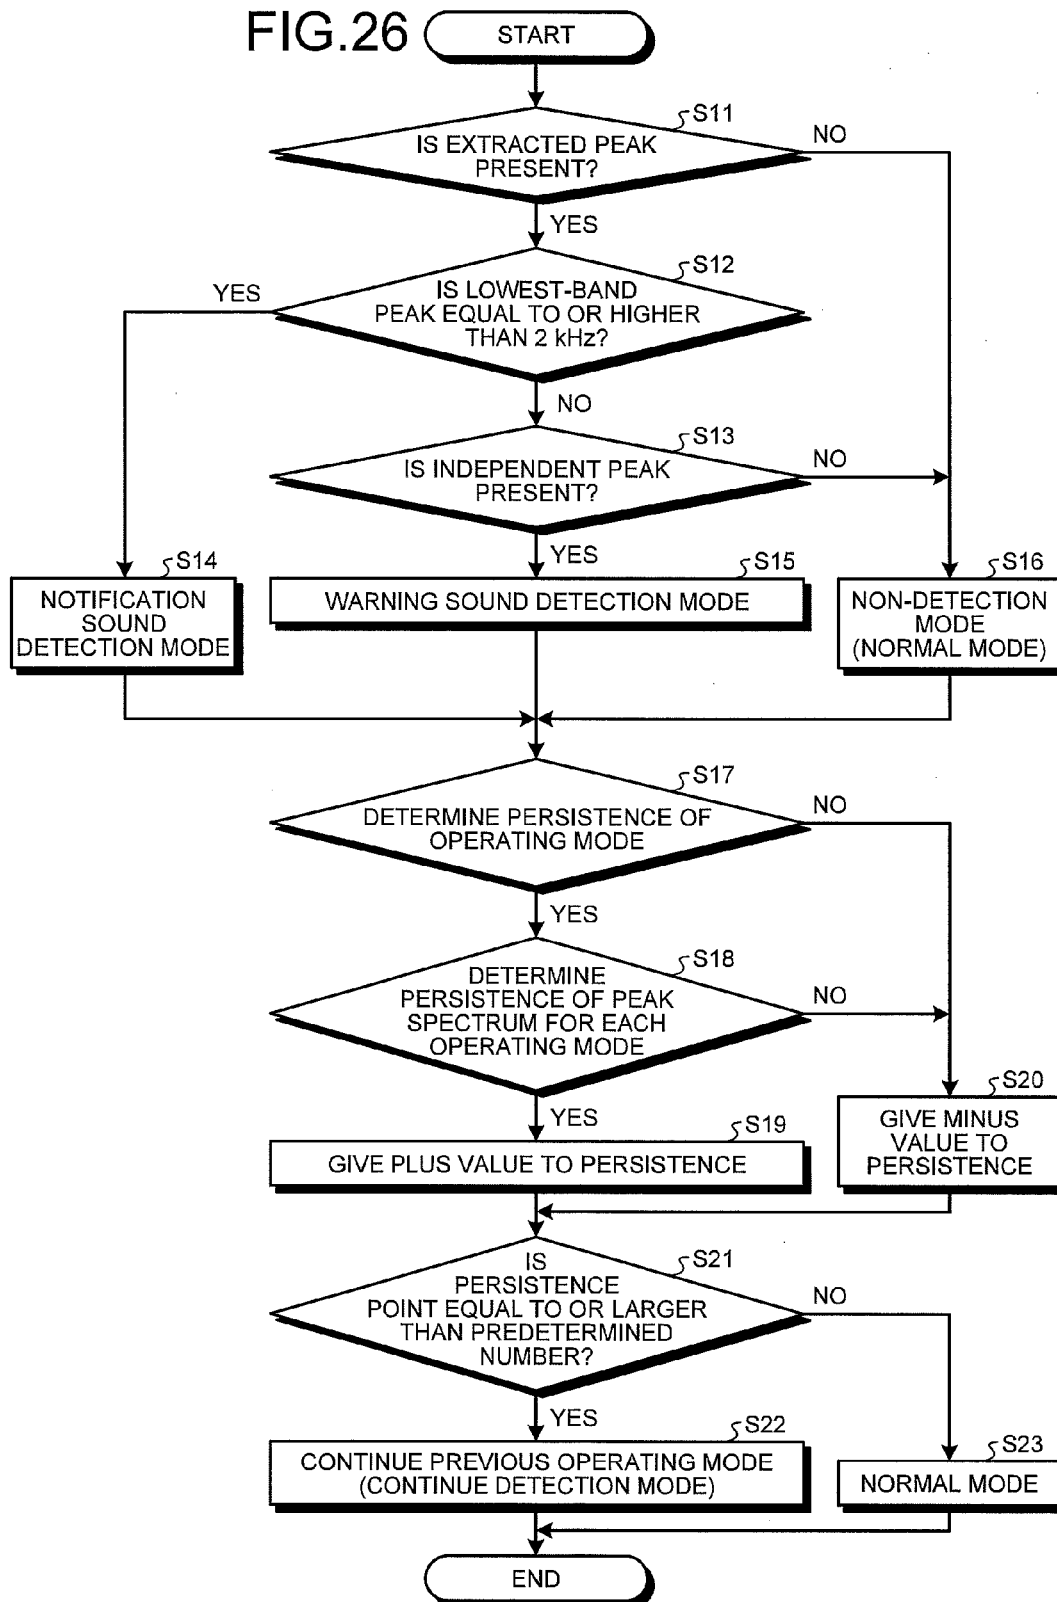 FIG.26
START
S11
IS EXTRACTED PEAK
PRESENT?
NO
YES
S12
IS LOWEST-BAND
PEAK EQUAL TO OR HIGHER
THAN 2 kHz?
YES
NO
S13
IS INDEPENDENT PEAK
PRESENT?
NO
YES
S14
NOTIFICATION
SOUND
DETECTION MODE
S15
WARNING SOUND DETECTION MODE
S16
NON-DETECTION
MODE
(NORMAL MODE)
S17
DETERMINE PERSISTENCE OF
OPERATING MODE
NO
YES
S18
DETERMINE
PERSISTENCE OF PEAK
SPECTRUM FOR EACH
OPERATING MODE
NO
YES
S19
GIVE PLUS VALUE TO PERSISTENCE
S20
GIVE MINUS
VALUE TO
PERSISTENCE
S21
IS
PERSISTENCE
POINT EQUAL TO OR LARGER
THAN PREDETERMINED
NUMBER?
NO
YES
S22
CONTINUE PREVIOUS OPERATING MODE
(CONTINUE DETECTION MODE)
S23
NORMAL MODE
END